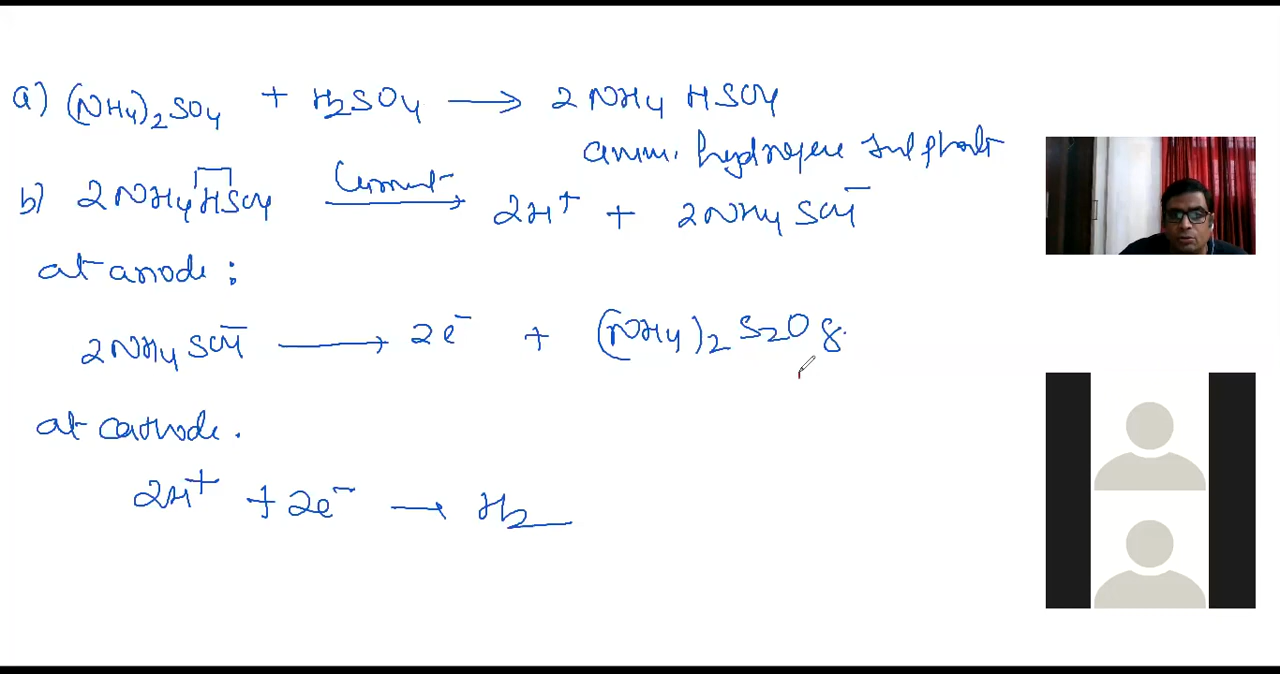 a) (NH4)2SO4 + H2SO4 → 2NH4HSO4
amm. hydrogen sulphate
b) 2NH4HSO4 → 2H+ + 2NH4SO4-
at anode:
2NH4SO4- → 2e- + (NH4)2S2O8.
at cathode.
2H+ + 2e- → H2